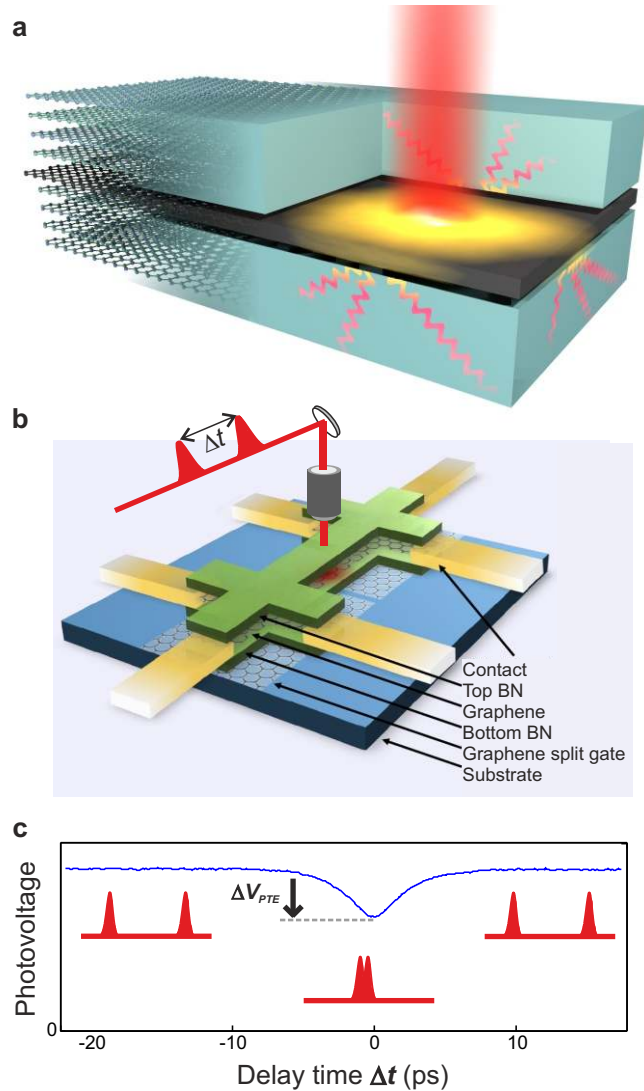 a
b
Δt
Contact
Top BN
Graphene
Bottom BN
Graphene split gate
Substrate
c
Photovoltage
ΔV_PTE
0
-20 -10 0 10
Delay time Δt (ps)